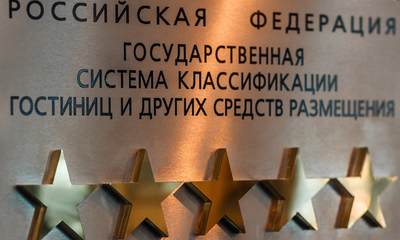 РОССИЙСКАЯ ФЕДЕРАЦИЯ
ГОСУДАРСТВЕННАЯ
СИСТЕМА КЛАССИФИКАЦИИ
ГОСТИНИЦ И ДРУГИХ СРЕДСТВ РАЗМЕЩЕНИЯ